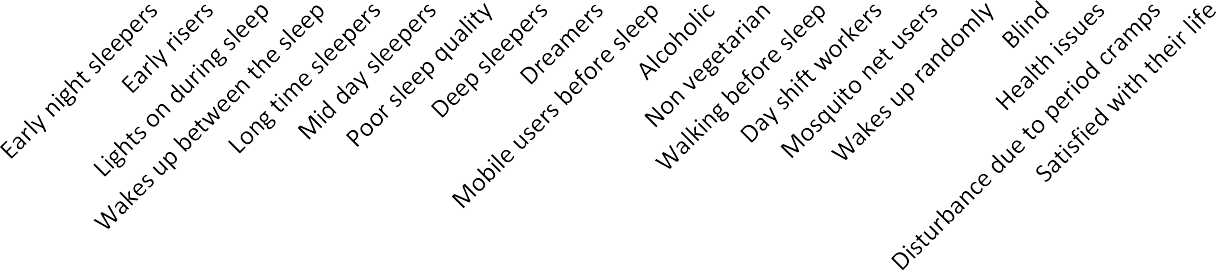 Early night sleepers
Early risers
Lights on during sleep
Wakes up between the sleep
Long time sleepers
Mid day sleepers
Poor sleep quality
Deep sleepers
Dreamers
Mobile users before sleep
Alcoholic
Non vegetarian
Walking before sleep
Day shift workers
Mosquito net users
Wakes up randomly
Blind
Health issues
Disturbance due to period cramps
Satisfied with their life